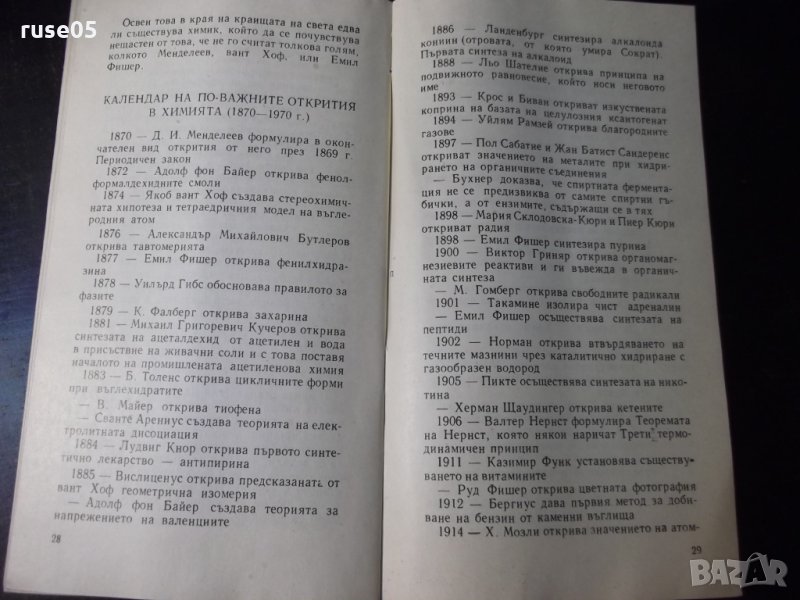 ruse05
Освен това в края на краищата на света едва
ли съществува химик, който да се почувствува
нещастен от това, че не го считат толкова голям,
колкото Менделеев, вант Хоф, или Емил
Фишер.
КАЛЕНДАР НА ПО-ВАЖНИТЕ ОТКРИТИЯ
В ХИМИЯТА (1870—1970 г.)
1870 — Д. И. Менделеев формулира в окон-
чателен вид открития от него през 1869 г.
Периодичен закон
1872 — Адолф фон Байер открива фенол-
формалдехидните смоли
1874 — Якоб вант Хоф създава стереохимич-
ната хипотеза и тетраедричния модел на въгле-
родния атом
1876 — Александър Михайлович Бутлеров
открива тавтомерията
1877 — Емил Фишер открива фенилхидра-
зина
1878 — Уилърд Гибс обосновава правилото за
фазите
1879 — К. Фалберг открива захарина
1881 — Михаил Григоревич Кучеров открива
синтезата на ацеталдехид от ацетилен и вода
в присъствие на живачни соли и с това поставя
началото на промишлената ацетиленова химия
1883 — Б. Толенс открива цикличните форми
при въглехидратите
— В. Майер открива тиофена
— Сванте Арениус създава теорията на елек-
тролитната дисоциация
1884 — Лудвиг Кнор открива първото синте-
тично лекарство — антипирина
1885 — Вислиценус открива предсказаната от
вант Хоф геометрична изомерия
— Адолф фон Байер създава теорията за
напрежението на валенциите
28
1886 — Ланденбург синтезира алкалоида
кониин (отровата, от която умира Сократ).
Първата синтеза на алкалоид
1888 — Льо Шателие открива принципа на
подвижното равновесие, който носи неговото
име
1893 — Крос и Биван откриват изкуствената
коприна на базата на целулозния ксантогенат
1894 — Уйлям Рамзей открива благородните
газове
1897 — Пол Сабатие и Жан Батист Сандеренс
откриват значението на металите при хидри-
рането на органичните съединения
— Бухнер доказва, че спиртната фермента-
ция не се предизвиква от самите спиртни гъ-
бички, а от ензимите, съдържащи се в тях
1898 — Мария Склодовска-Кюри и Пиер Кюри
откриват радия
1898 — Емил Фишер синтезира пурина
1900 — Виктор Гриняр открива органомаг-
незиевите реактиви и ги въвежда в органич-
ната синтеза
— М. Гомберг открива свободните радикали
1901 — Такамине изолира чист адреналин
— Емил Фишер осъществява синтезата на
пептиди
1902 — Норман открива втвърдяването на
течните мазнини чрез каталитично хидриране с
газообразен водород
1905 — Пикте осъществява синтезата на нико-
тина
— Херман Щаудингер открива кетените
1906 — Валтер Нернст формулира Теоремата
на Нернст, която някои наричат Трети термо-
динамичен принцип
1911 — Казимир Функ установява съществу-
ването на витамините
— Руд Фишер открива цветната фотография
1912 — Бергиус дава първия метод за доби-
ване на бензин от каменни въглища
1914 — Х. Мозли открива значението на атом-
29
BAZAR